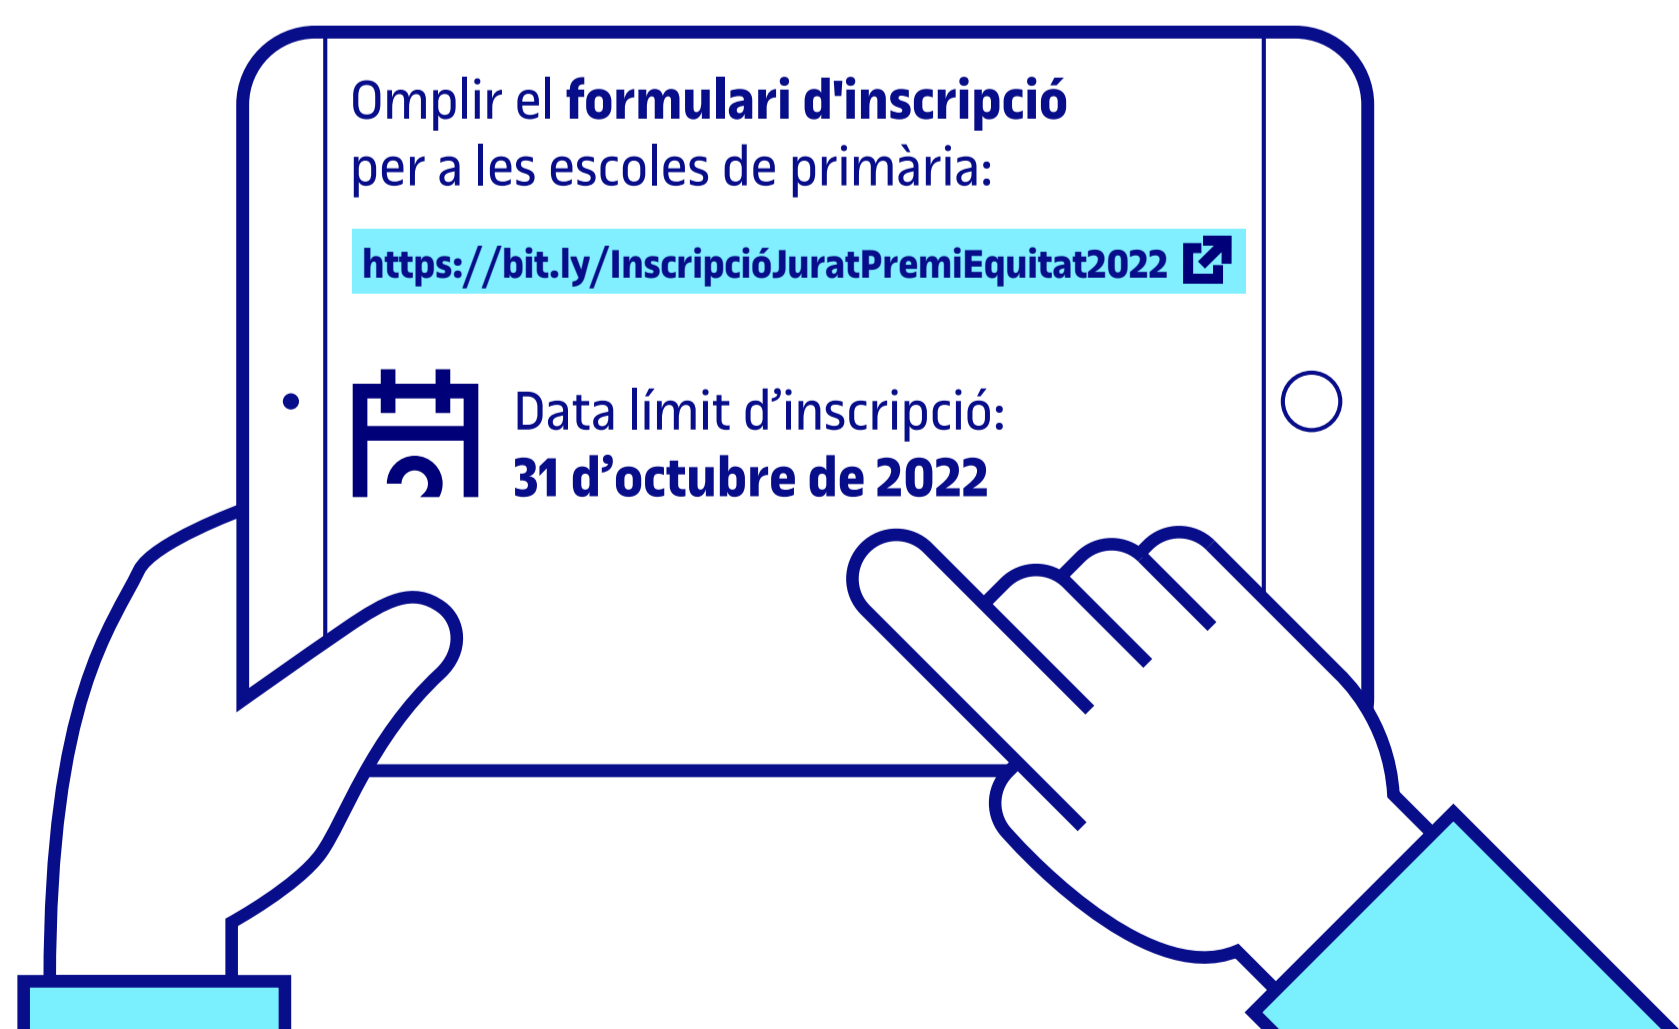 Omplir el formulari d'inscripció
per a les escoles de primària:
https://bit.ly/InscripcióJuratPremiEquitat2022
Data límit d’inscripció:
31 d’octubre de 2022